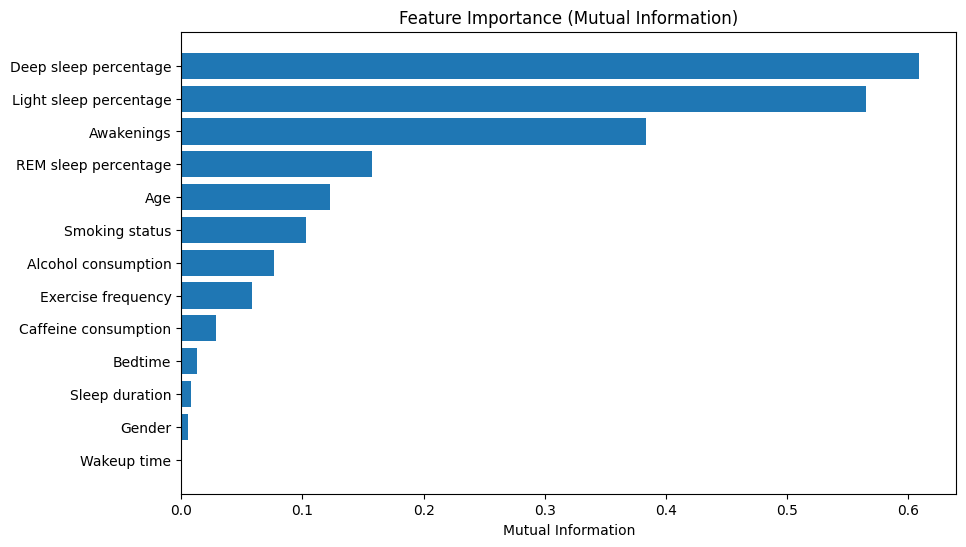 Feature Importance (Mutual Information)
Deep sleep percentage
Light sleep percentage
Awakenings
REM sleep percentage
Age
Smoking status
Alcohol consumption
Exercise frequency
Caffeine consumption
Bedtime
Sleep duration
Gender
Wakeup time
0.0 0.1 0.2 0.3 0.4 0.5 0.6
Mutual Information